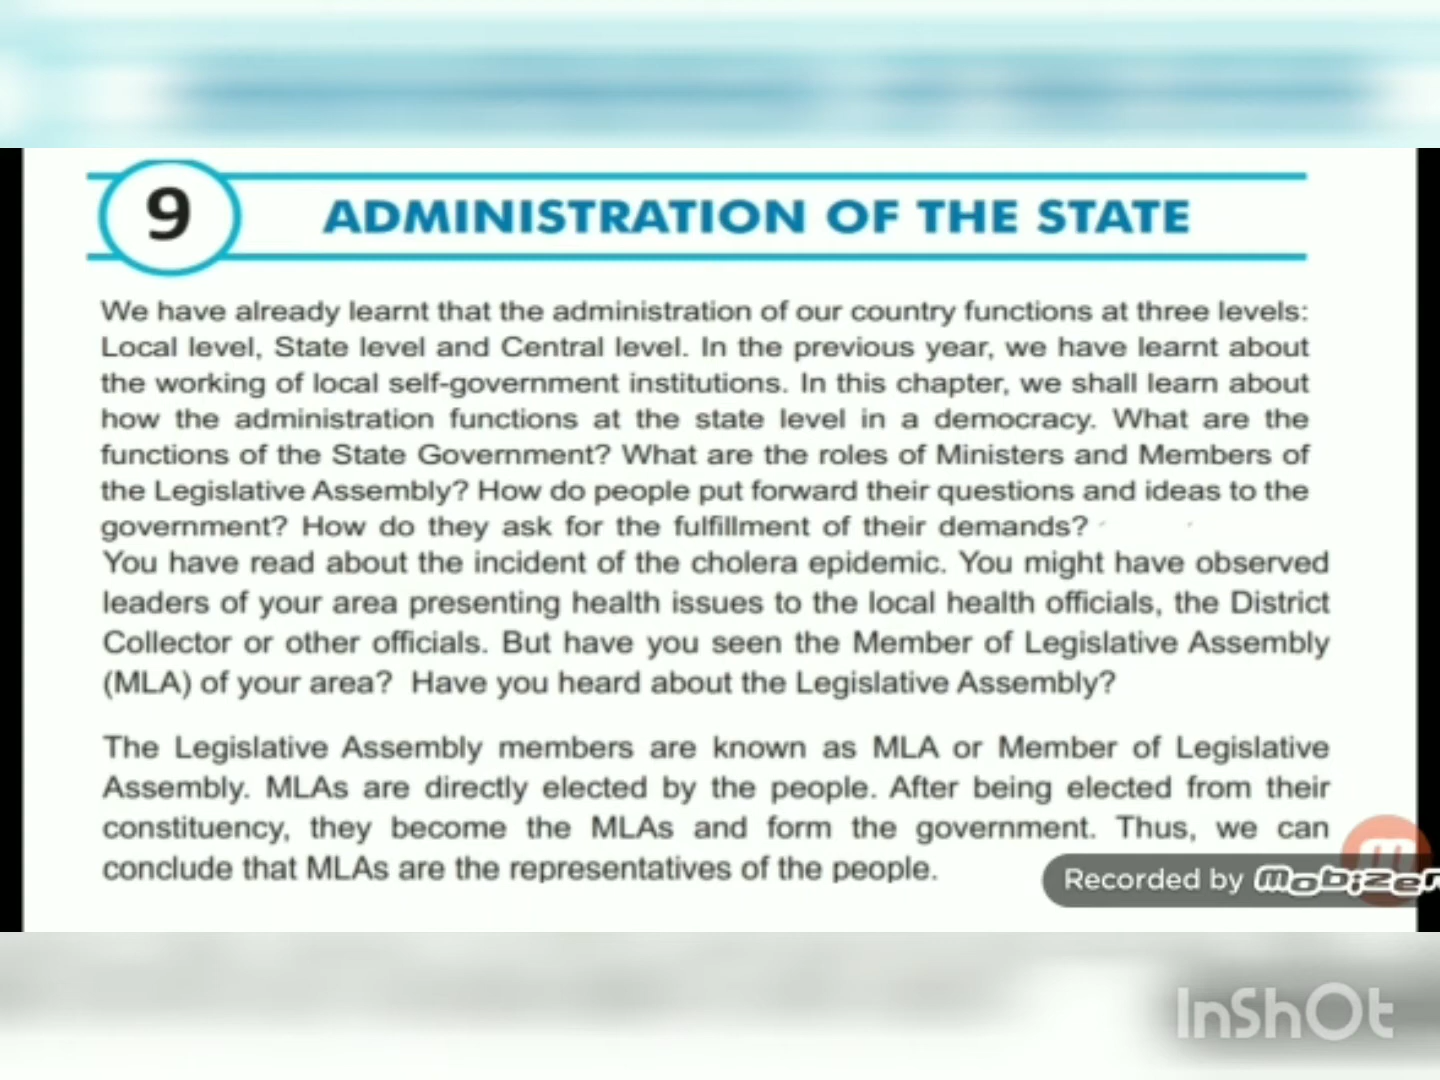 9
ADMINISTRATION OF THE STATE
We have already learnt that the administration of our country functions at three levels:
Local level, State level and Central level. In the previous year, we have learnt about
the working of local self-government institutions. In this chapter, we shall learn about
how the administration functions at the state level in a democracy. What are the
functions of the State Government? What are the roles of Ministers and Members of
the Legislative Assembly? How do people put forward their questions and ideas to the
government? How do they ask for the fulfillment of their demands?
You have read about the incident of the cholera epidemic. You might have observed
leaders of your area presenting health issues to the local health officials, the District
Collector or other officials. But have you seen the Member of Legislative Assembly
(MLA) of your area? Have you heard about the Legislative Assembly?
The Legislative Assembly members are known as MLA or Member of Legislative
Assembly. MLAs are directly elected by the people. After being elected from their
constituency, they become the MLAs and form the government. Thus, we can
conclude that MLAs are the representatives of the people.
Recorded by mobizen
InShOt